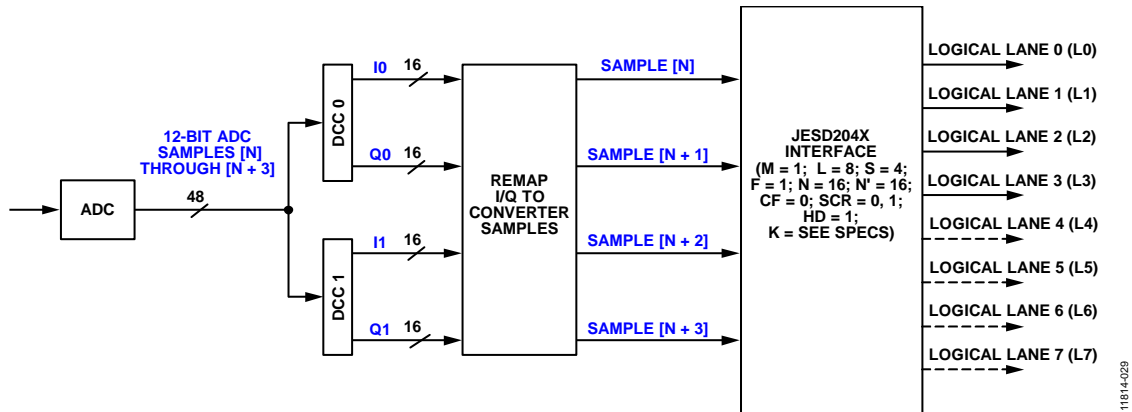 ADC
12-BIT ADC
SAMPLES [N]
THROUGH [N + 3]
48
DCC 0
I0
16
Q0
16
DCC 1
I1
16
Q1
16
REMAP
I/Q TO
CONVERTER
SAMPLES
SAMPLE [N]
SAMPLE [N + 1]
SAMPLE [N + 2]
SAMPLE [N + 3]
JESD204X
INTERFACE
(M = 1; L = 8; S = 4;
F = 1; N = 16; N' = 16;
CF = 0; SCR = 0, 1;
HD = 1;
K = SEE SPECS)
LOGICAL LANE 0 (L0)
LOGICAL LANE 1 (L1)
LOGICAL LANE 2 (L2)
LOGICAL LANE 3 (L3)
LOGICAL LANE 4 (L4)
LOGICAL LANE 5 (L5)
LOGICAL LANE 6 (L6)
LOGICAL LANE 7 (L7)
11814-029